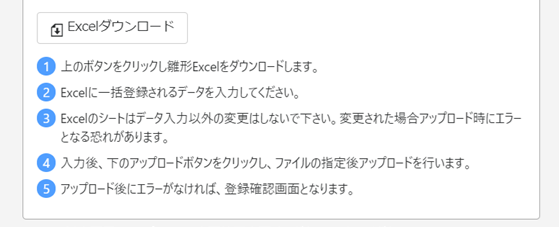 Excelダウンロード
1 上のボタンをクリックし雛形Excelをダウンロードします。
2 Excelに一括登録されるデータを入力してください。
3 Excelのシートはデータ入力以外の変更はしないで下さい。変更された場合アップロード時にエラー
となる恐れがあります。
4 入力後、下のアップロードボタンをクリックし、ファイルの指定後アップロードを行います。
5 アップロード後にエラーがなければ、登録確認画面となります。